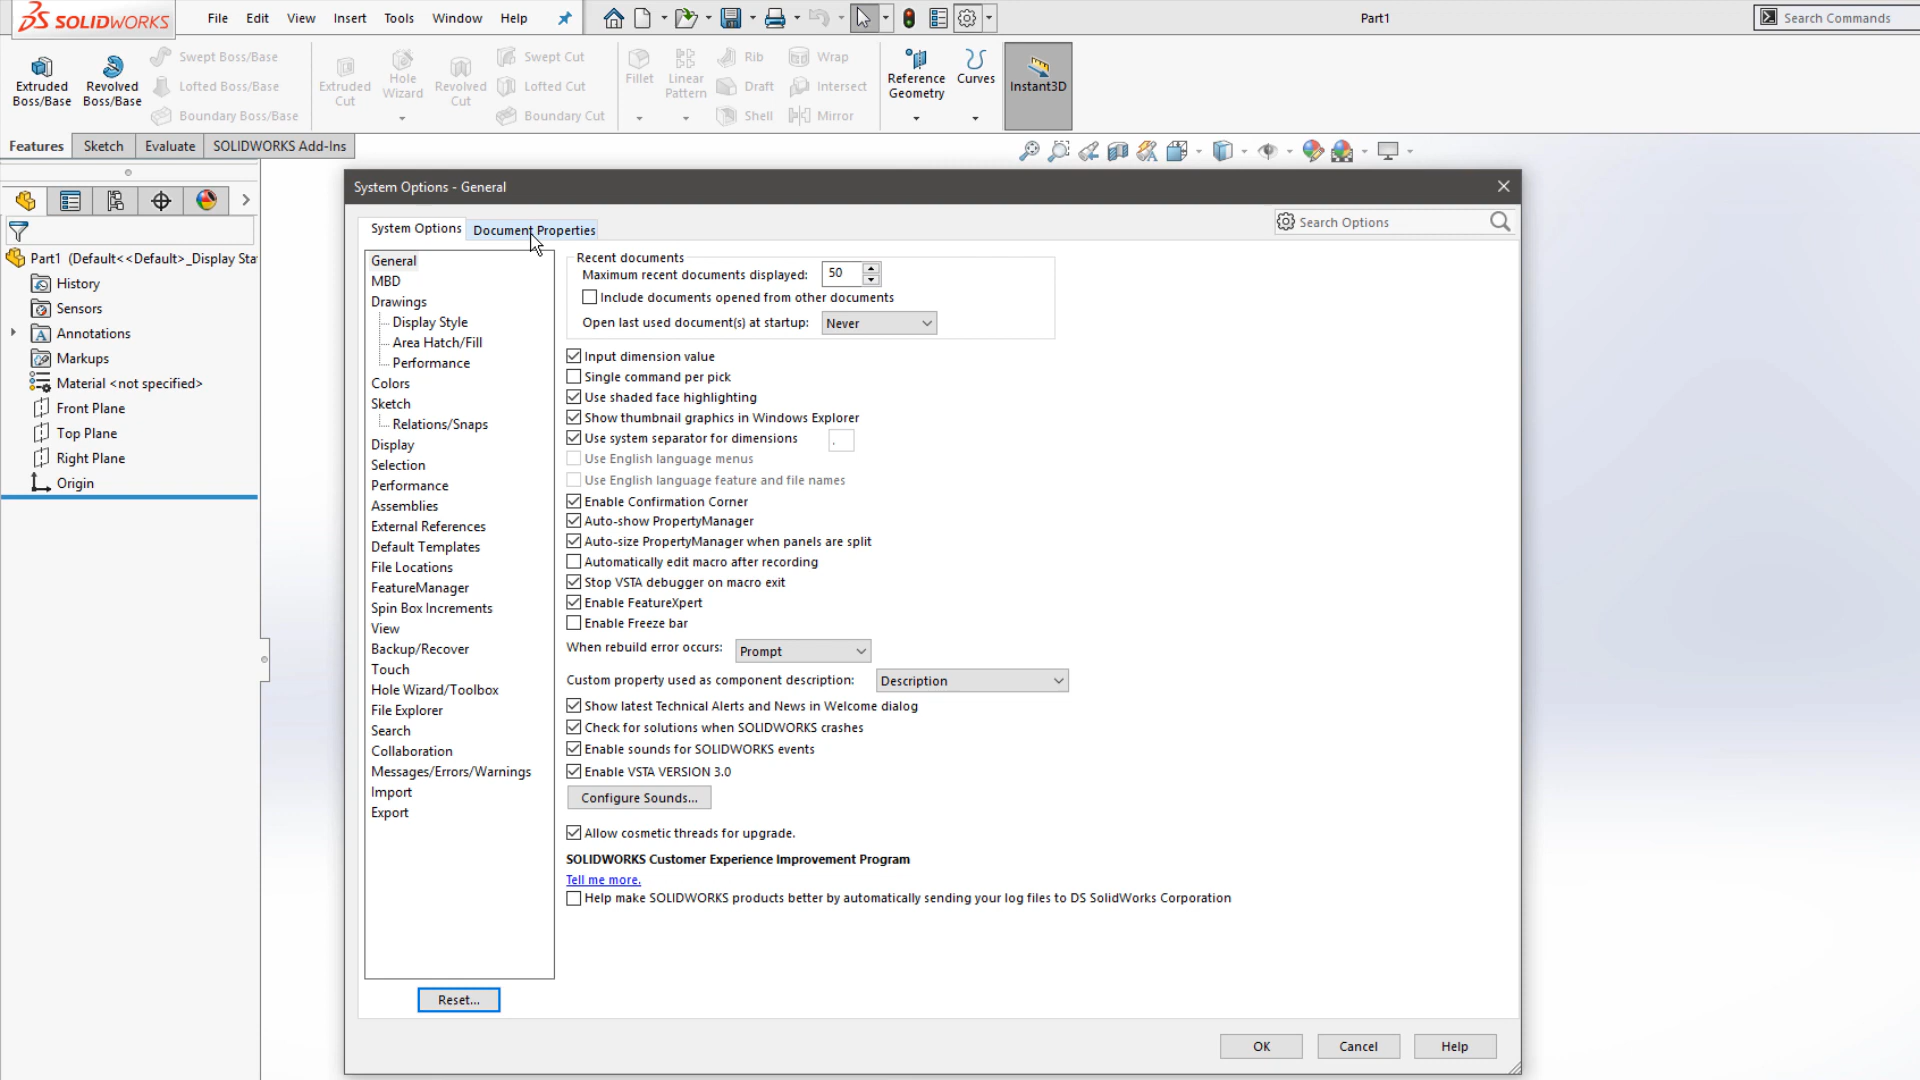 SOLIDWORKS File Edit View Insert Tools Window Help Part1 Search Commands
Extruded Boss/Base
Revolved Boss/Base
Swept Boss/Base
Lofted Boss/Base
Boundary Boss/Base
Extruded Cut
Hole Wizard
Revolved Cut
Swept Cut
Lofted Cut
Boundary Cut
Fillet
Linear Pattern
Rib
Draft
Shell
Wrap
Intersect
Mirror
Reference Geometry
Curves
Instant3D
Features Sketch Evaluate SOLIDWORKS Add-Ins
Part1 (Default<<Default>_Display Sta
History
Sensors
Annotations
Markups
Material <not specified>
Front Plane
Top Plane
Right Plane
Origin
System Options - General
System Options Document Properties
Search Options
General
MBD
Drawings
Display Style
Area Hatch/Fill
Performance
Colors
Sketch
Relations/Snaps
Display
Selection
Performance
Assemblies
External References
Default Templates
File Locations
FeatureManager
Spin Box Increments
View
Backup/Recover
Touch
Hole Wizard/Toolbox
File Explorer
Search
Collaboration
Messages/Errors/Warnings
Import
Export
Reset...
Recent documents
Maximum recent documents displayed: 50
Include documents opened from other documents
Open last used document(s) at startup: Never
Input dimension value
Single command per pick
Use shaded face highlighting
Show thumbnail graphics in Windows Explorer
Use system separator for dimensions .
Use English language menus
Use English language feature and file names
Enable Confirmation Corner
Auto-show PropertyManager
Auto-size PropertyManager when panels are split
Automatically edit macro after recording
Stop VSTA debugger on macro exit
Enable FeatureXpert
Enable Freeze bar
When rebuild error occurs: Prompt
Custom property used as component description: Description
Show latest Technical Alerts and News in Welcome dialog
Check for solutions when SOLIDWORKS crashes
Enable sounds for SOLIDWORKS events
Enable VSTA VERSION 3.0
Configure Sounds...
Allow cosmetic threads for upgrade.
SOLIDWORKS Customer Experience Improvement Program
Tell me more.
Help make SOLIDWORKS products better by automatically sending your log files to DS SolidWorks Corporation
OK Cancel Help